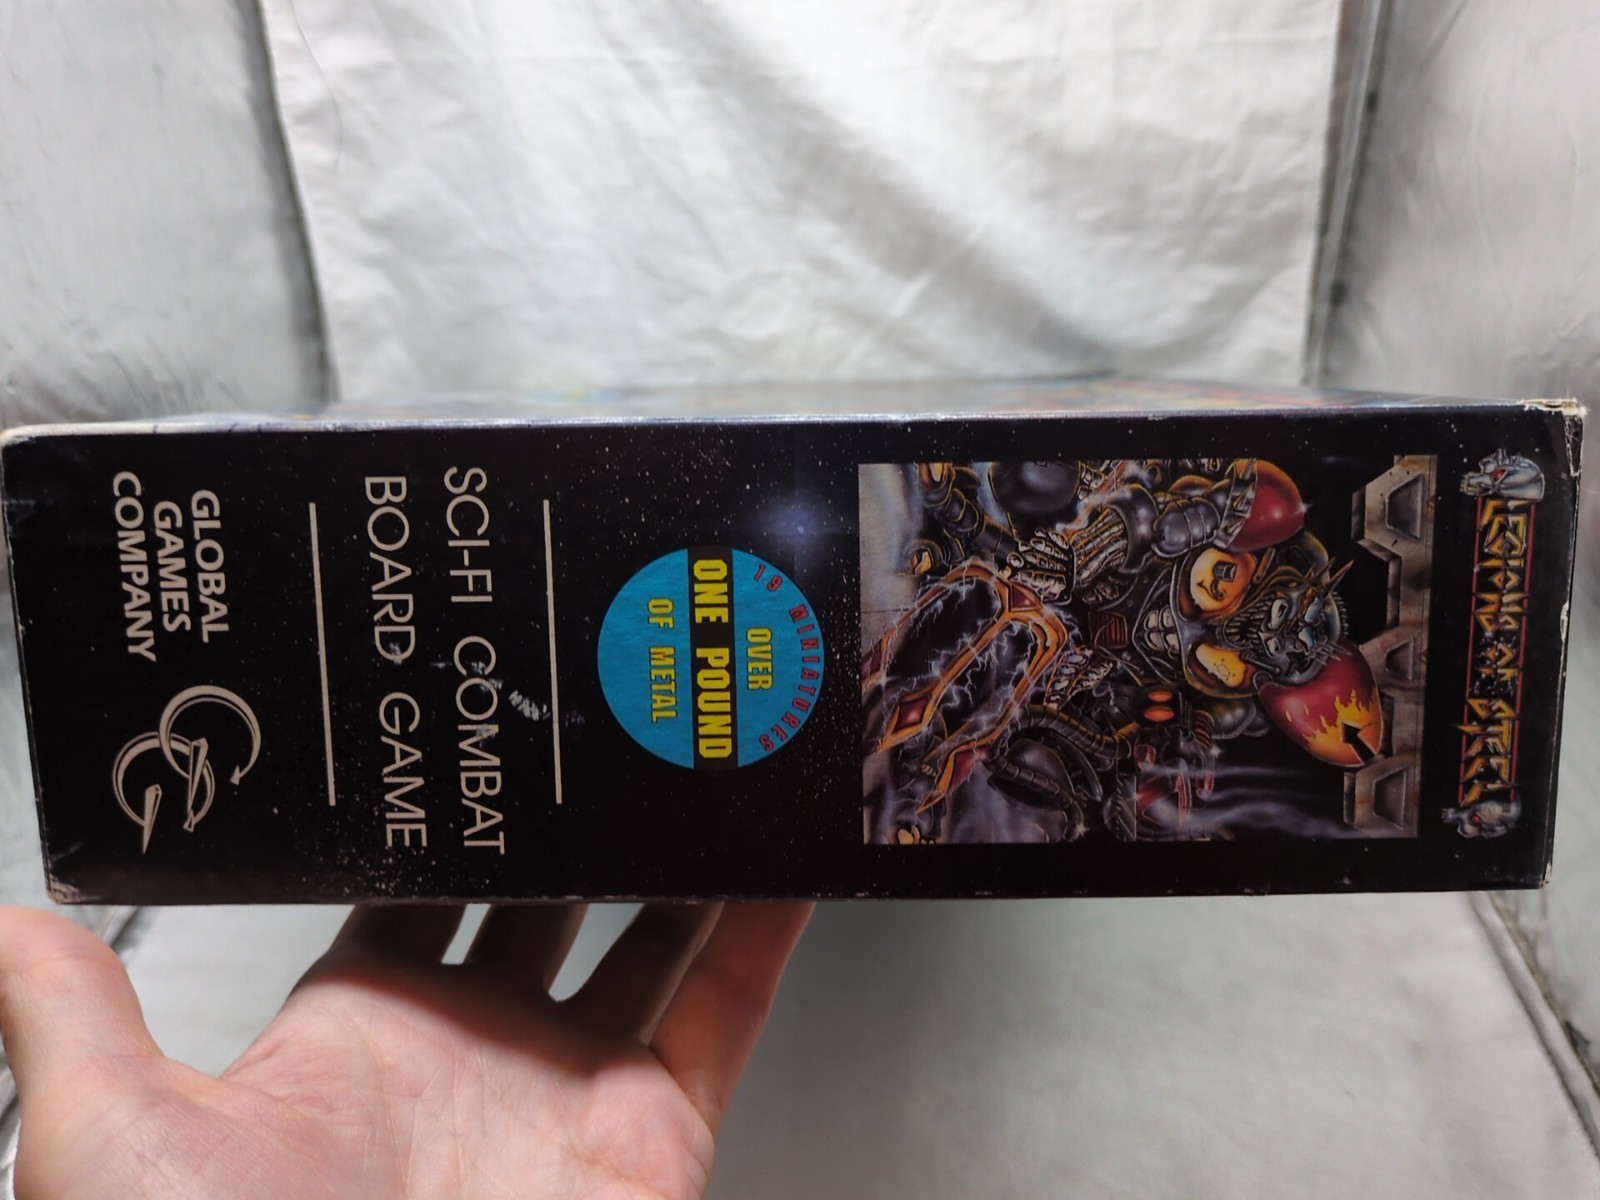 LEGIONS OF STEEL
19 MINIATURES
OVER
ONE POUND
OF METAL
SCI-FI COMBAT
BOARD GAME
GLOBAL
GAMES
COMPANY